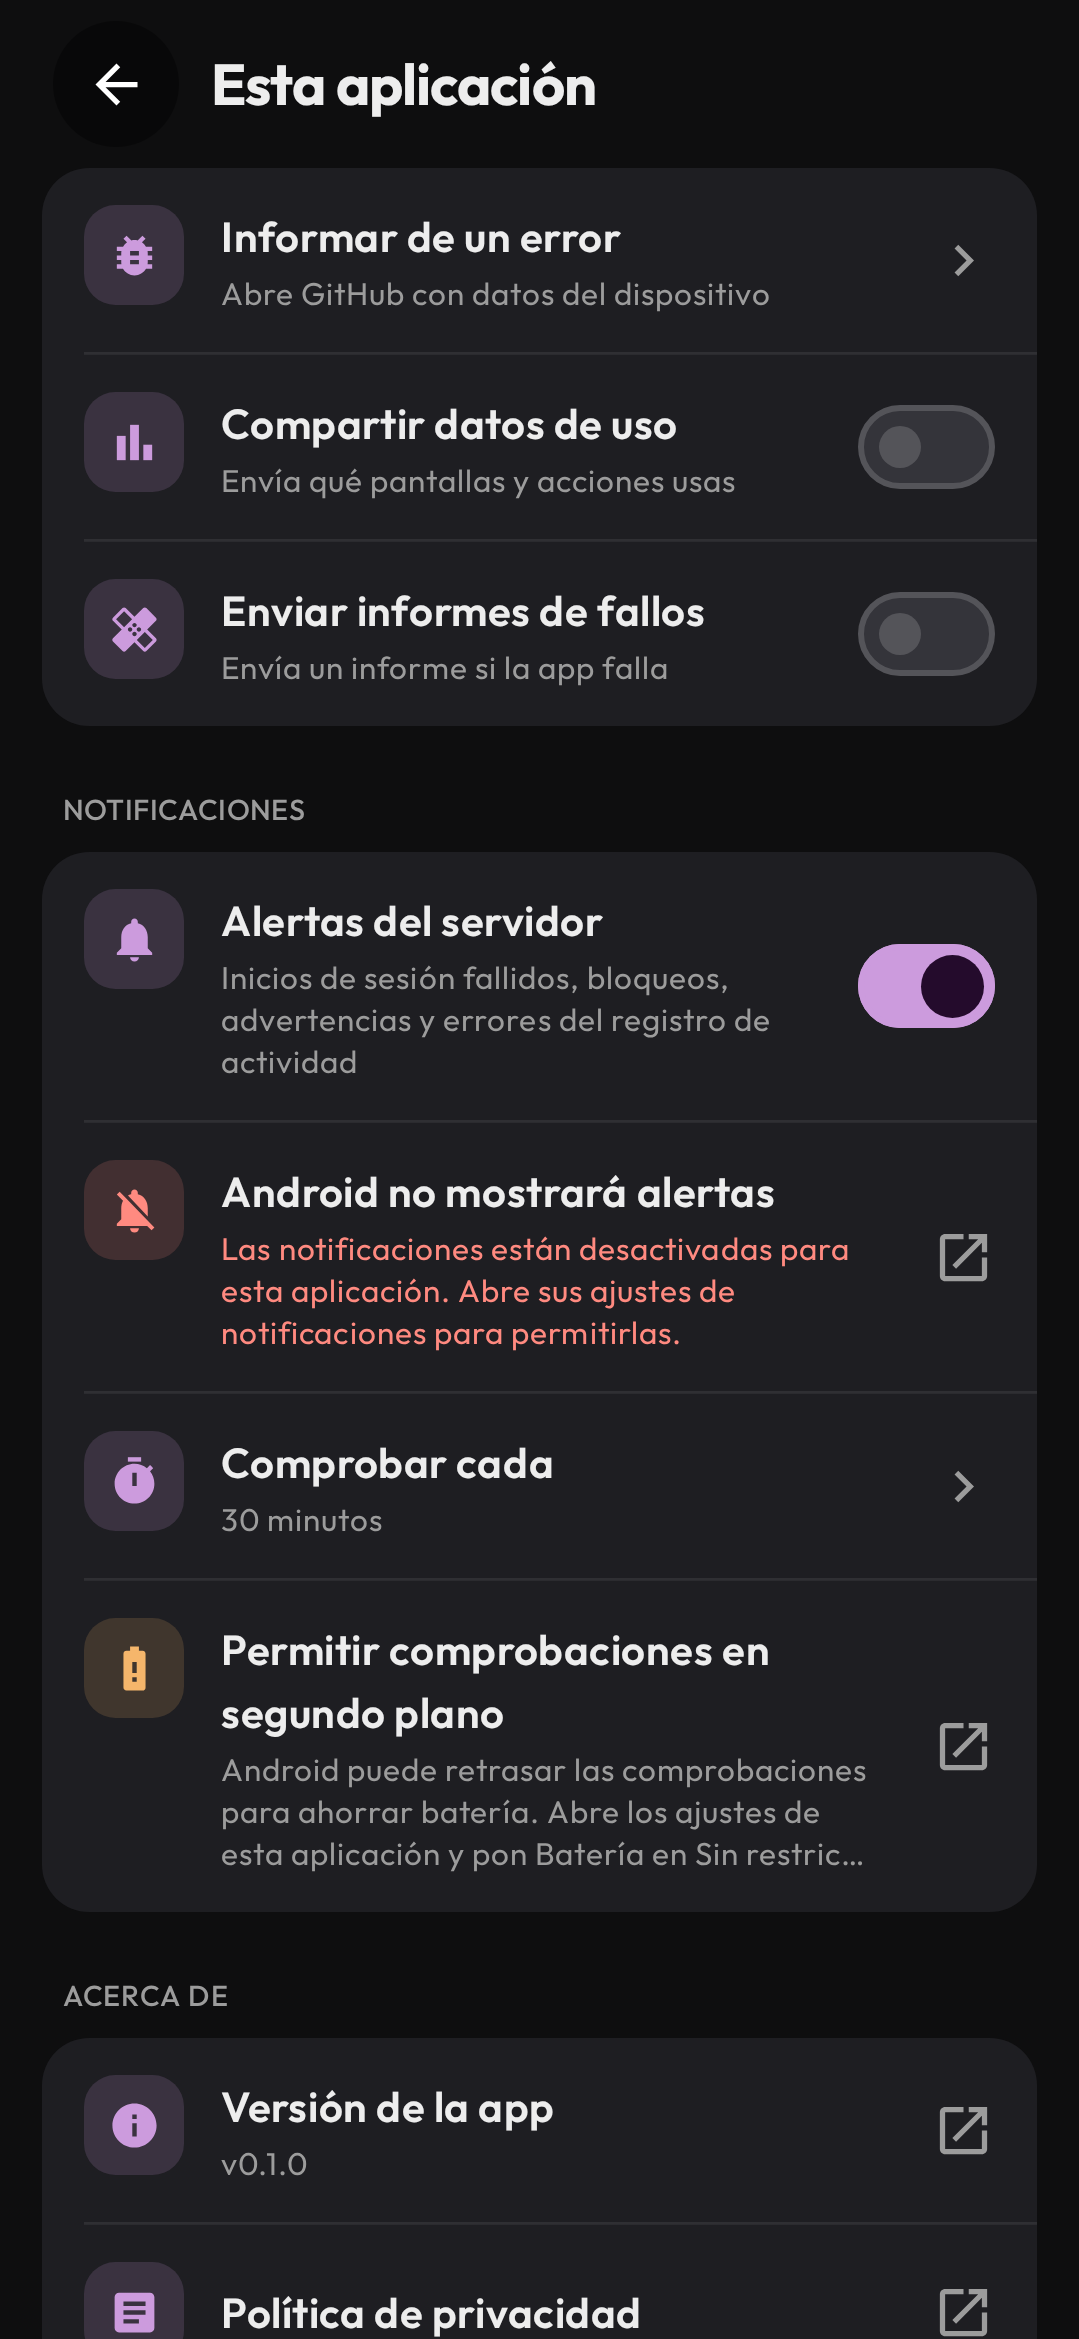 Esta aplicación
Informar de un error
Abre GitHub con datos del dispositivo
Compartir datos de uso
Envía qué pantallas y acciones usas
Enviar informes de fallos
Envía un informe si la app falla
NOTIFICACIONES
Alertas del servidor
Inicios de sesión fallidos, bloqueos,
advertencias y errores del registro de
actividad
Android no mostrará alertas
Las notificaciones están desactivadas para
esta aplicación. Abre sus ajustes de
notificaciones para permitirlas.
Comprobar cada
30 minutos
Permitir comprobaciones en
segundo plano
Android puede retrasar las comprobaciones
para ahorrar batería. Abre los ajustes de
esta aplicación y pon Batería en Sin restric…
ACERCA DE
Versión de la app
v0.1.0
Política de privacidad